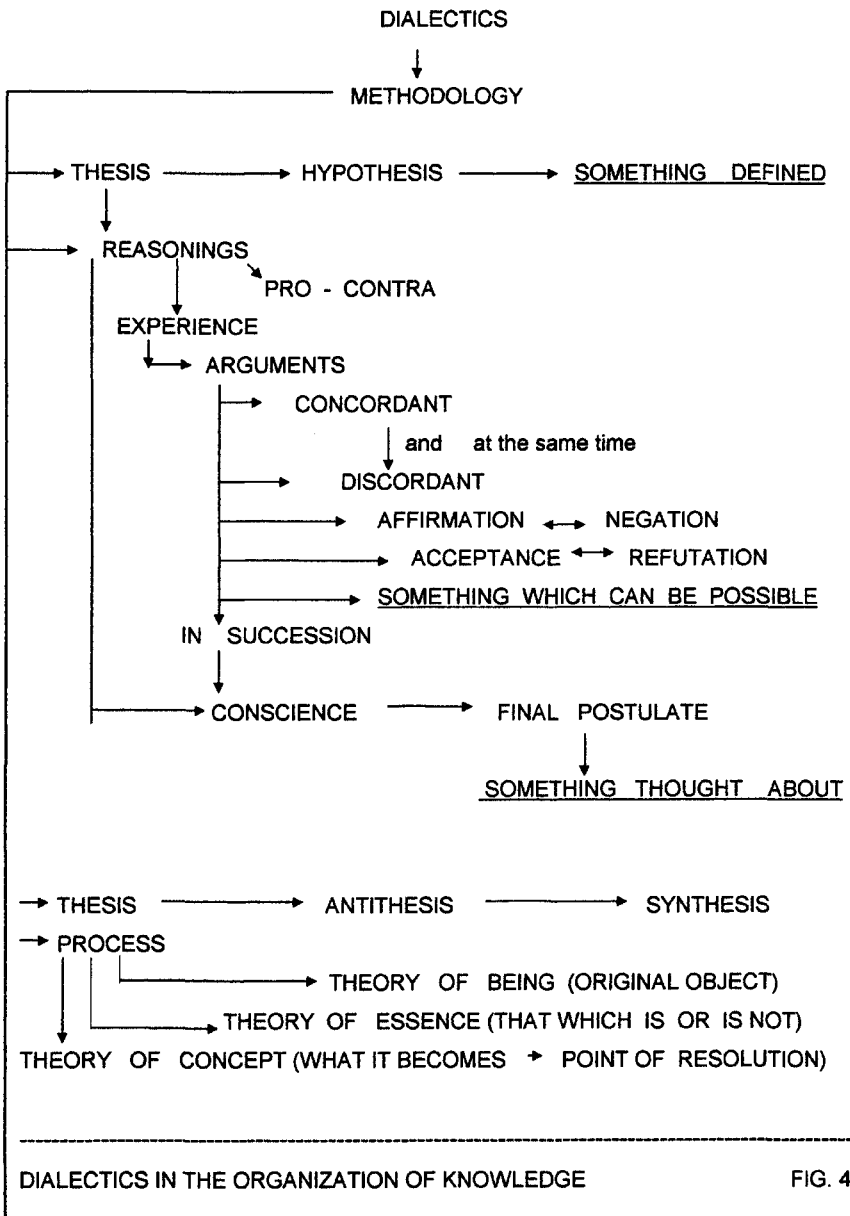 DIALECTICS
METHODOLOGY
THESIS HYPOTHESIS SOMETHING DEFINED
REASONINGS
PRO - CONTRA
EXPERIENCE
ARGUMENTS
CONCORDANT
and at the same time
DISCORDANT
AFFIRMATION NEGATION
ACCEPTANCE REFUTATION
SOMETHING WHICH CAN BE POSSIBLE
IN SUCCESSION
CONSCIENCE FINAL POSTULATE
SOMETHING THOUGHT ABOUT
THESIS ANTITHESIS SYNTHESIS
PROCESS
THEORY OF BEING (ORIGINAL OBJECT)
THEORY OF ESSENCE (THAT WHICH IS OR IS NOT)
THEORY OF CONCEPT (WHAT IT BECOMES → POINT OF RESOLUTION)
DIALECTICS IN THE ORGANIZATION OF KNOWLEDGE FIG. 4